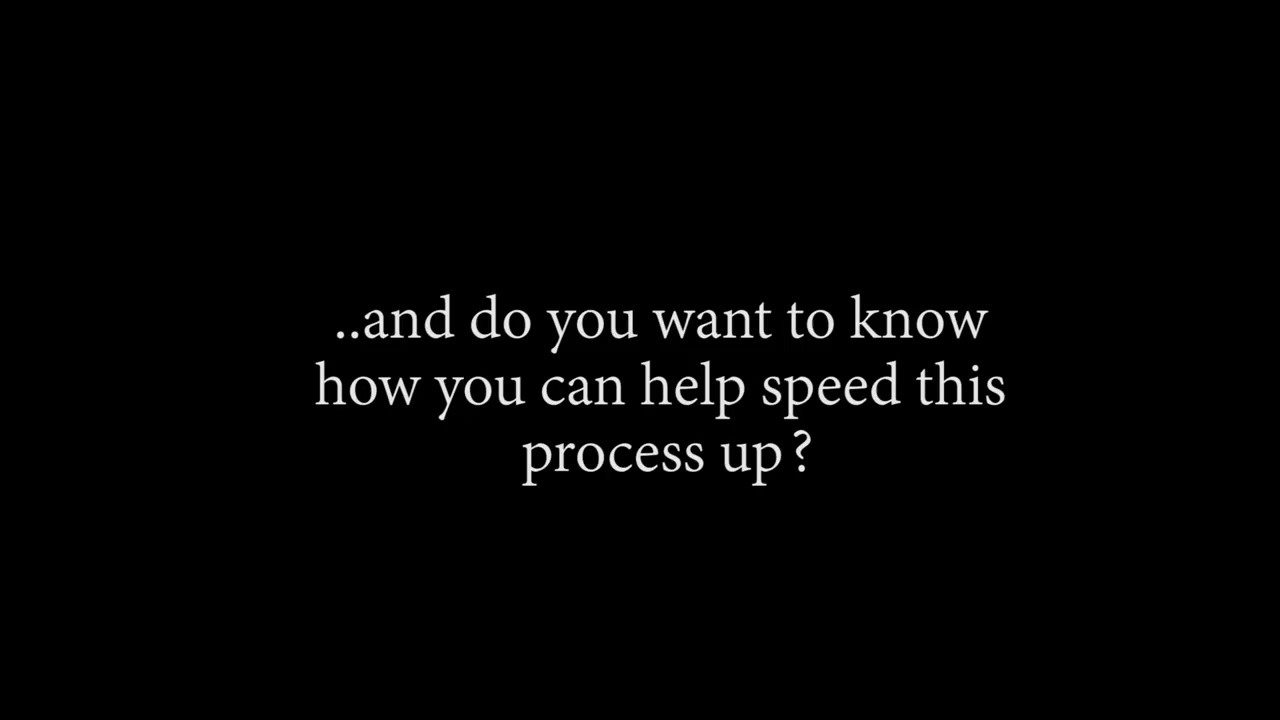 ..and do you want to know
how you can help speed this
process up?